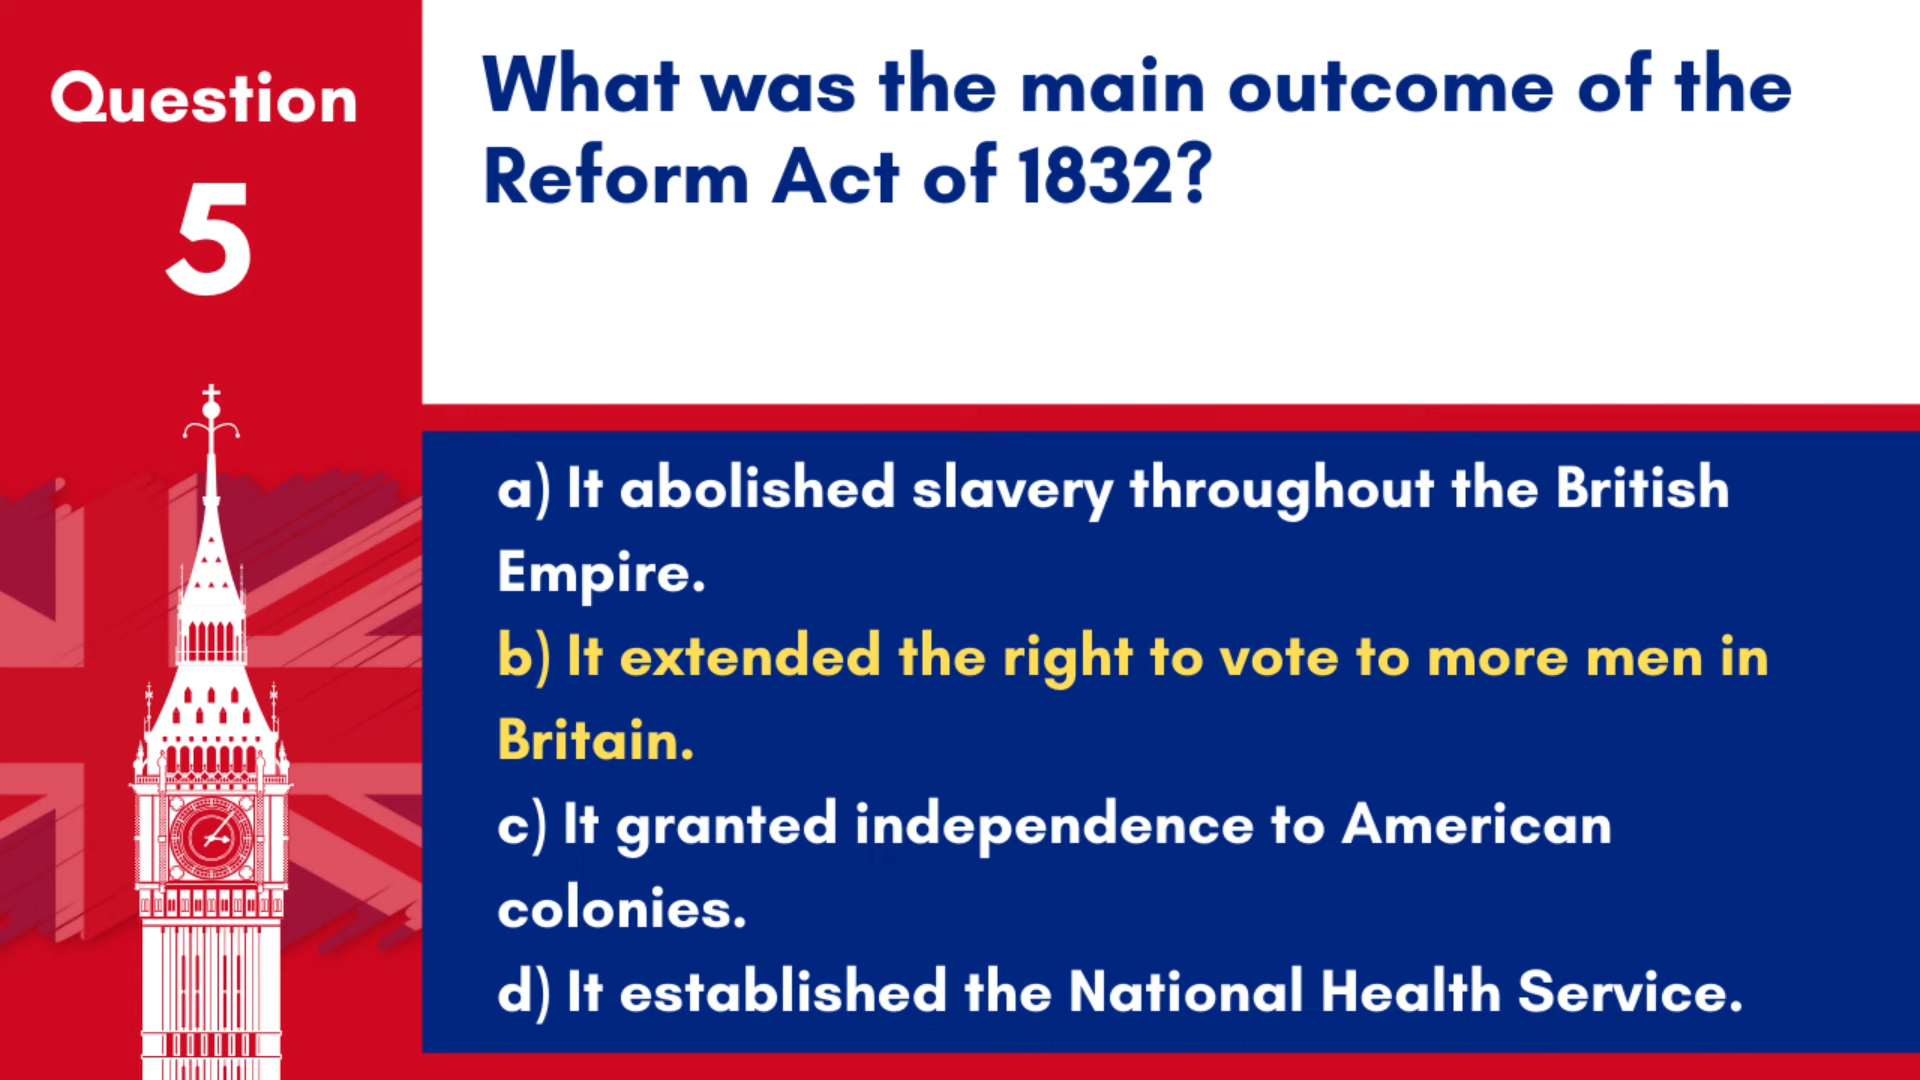 Question
5
What was the main outcome of the
Reform Act of 1832?
a) It abolished slavery throughout the British
Empire.
b) It extended the right to vote to more men in
Britain.
c) It granted independence to American
colonies.
d) It established the National Health Service.